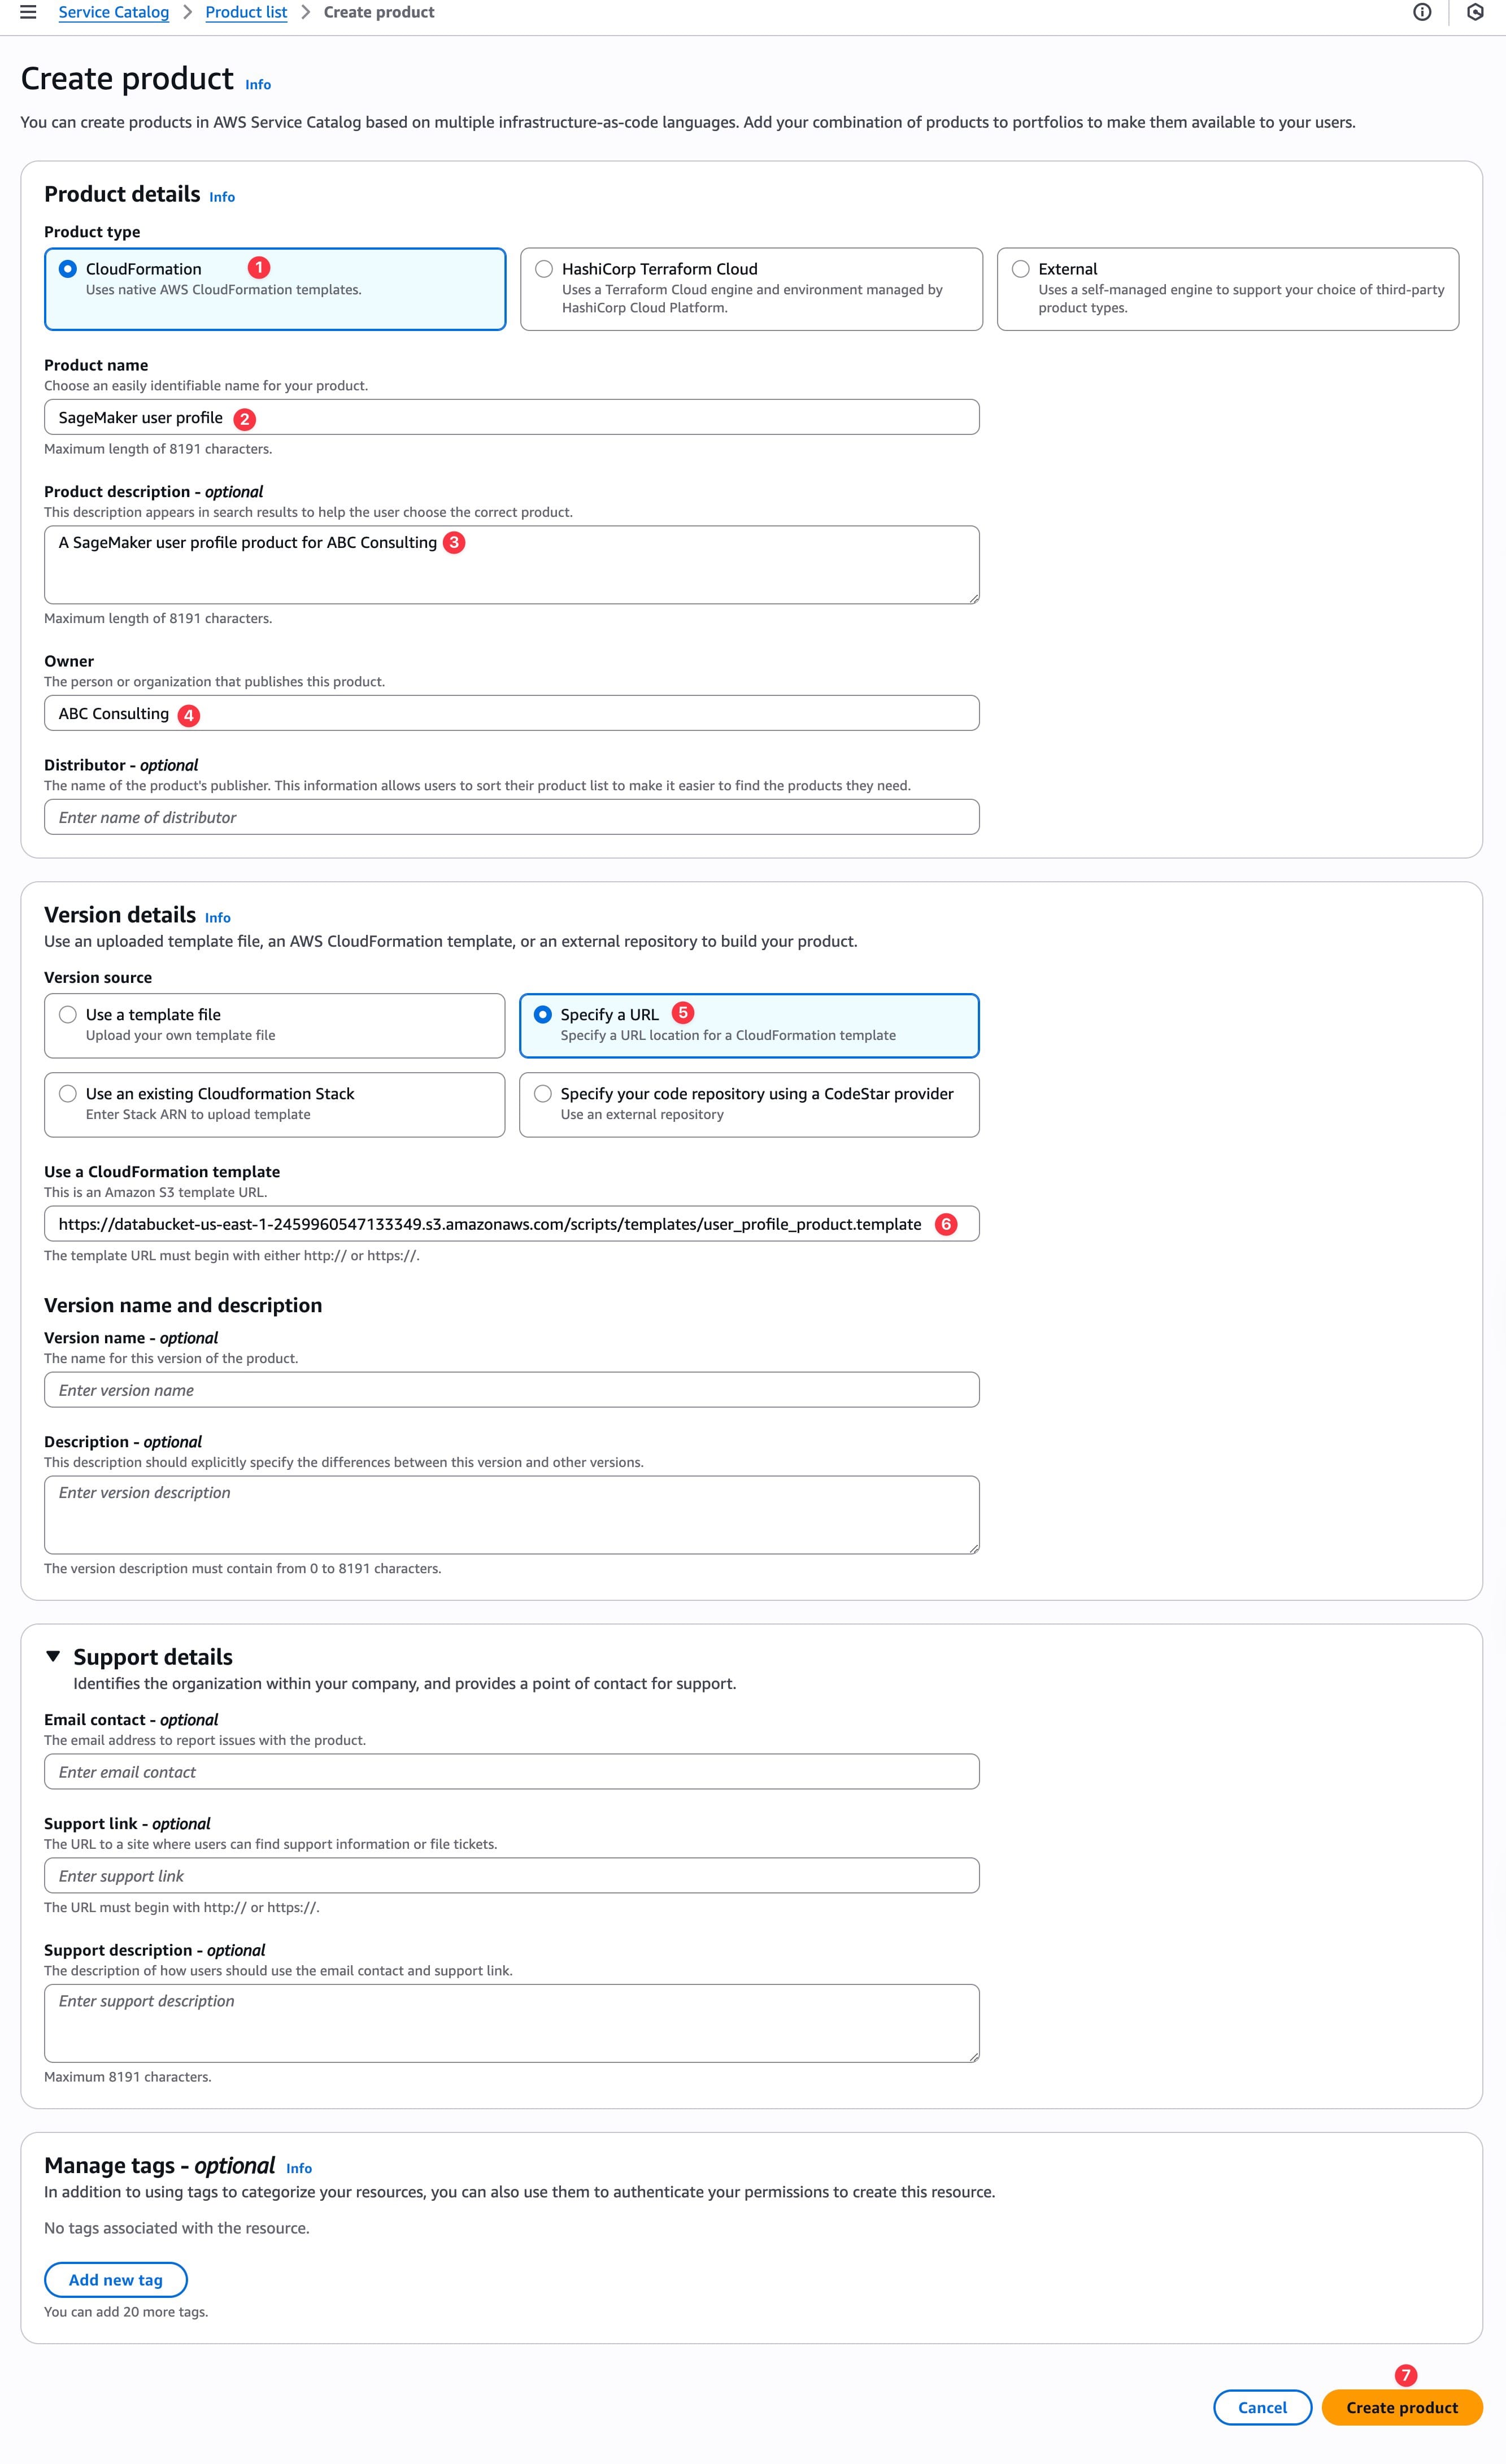 Service Catalog > Product list > Create product
Create product Info
You can create products in AWS Service Catalog based on multiple infrastructure-as-code languages. Add your combination of products to portfolios to make them available to your users.
Product details Info
Product type
CloudFormation 1
Uses native AWS CloudFormation templates.
HashiCorp Terraform Cloud
Uses a Terraform Cloud engine and environment managed by
HashiCorp Cloud Platform.
External
Uses a self-managed engine to support your choice of third-party
product types.
Product name
Choose an easily identifiable name for your product.
SageMaker user profile 2
Maximum length of 8191 characters.
Product description - optional
This description appears in search results to help the user choose the correct product.
A SageMaker user profile product for ABC Consulting 3
Maximum length of 8191 characters.
Owner
The person or organization that publishes this product.
ABC Consulting 4
Distributor - optional
The name of the product's publisher. This information allows users to sort their product list to make it easier to find the products they need.
Enter name of distributor
Version details Info
Use an uploaded template file, an AWS CloudFormation template, or an external repository to build your product.
Version source
Use a template file
Upload your own template file
Specify a URL 5
Specify a URL location for a CloudFormation template
Use an existing Cloudformation Stack
Enter Stack ARN to upload template
Specify your code repository using a CodeStar provider
Use an external repository
Use a CloudFormation template
This is an Amazon S3 template URL.
https://databucket-us-east-1-2459960547133349.s3.amazonaws.com/scripts/templates/user_profile_product.template 6
The template URL must begin with either http:// or https://.
Version name and description
Version name - optional
The name for this version of the product.
Enter version name
Description - optional
This description should explicitly specify the differences between this version and other versions.
Enter version description
The version description must contain from 0 to 8191 characters.
Support details
Identifies the organization within your company, and provides a point of contact for support.
Email contact - optional
The email address to report issues with the product.
Enter email contact
Support link - optional
The URL to a site where users can find support information or file tickets.
Enter support link
The URL must begin with http:// or https://.
Support description - optional
The description of how users should use the email contact and support link.
Enter support description
Maximum 8191 characters.
Manage tags - optional Info
In addition to using tags to categorize your resources, you can also use them to authenticate your permissions to create this resource.
No tags associated with the resource.
Add new tag
You can add 20 more tags.
7
Cancel Create product